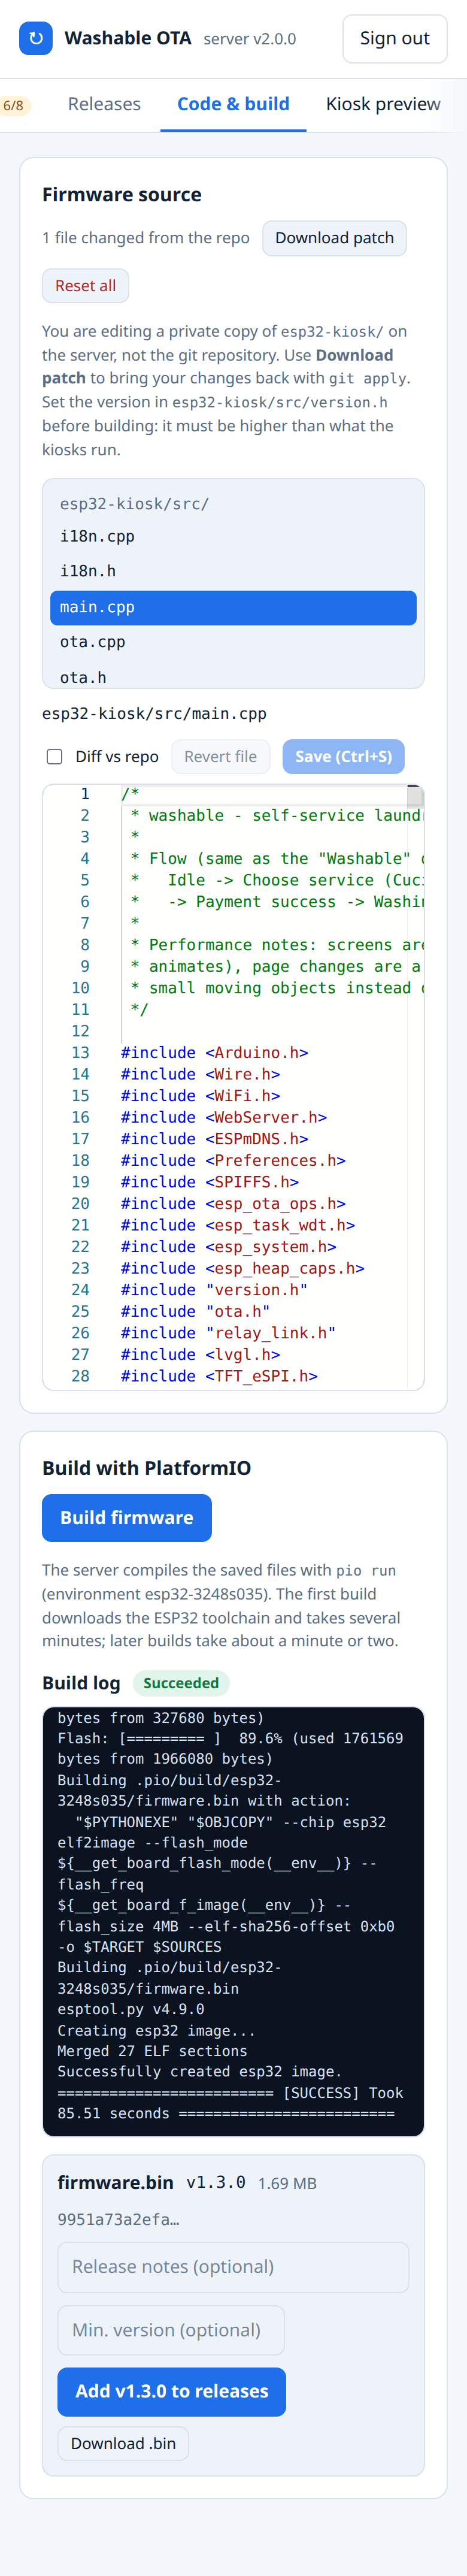 ↻ Washable OTA server v2.0.0 Sign out
6/8 Releases Code & build Kiosk preview
Firmware source
1 file changed from the repo Download patch
Reset all
You are editing a private copy of esp32-kiosk/ on
the server, not the git repository. Use Download
patch to bring your changes back with git apply.
Set the version in esp32-kiosk/src/version.h
before building: it must be higher than what the
kiosks run.
esp32-kiosk/src/
i18n.cpp
i18n.h
main.cpp
ota.cpp
ota.h
esp32-kiosk/src/main.cpp
Diff vs repo Revert file Save (Ctrl+S)
1 /*
2 * washable - self-service laund
3 *
4 * Flow (same as the "Washable"
5 * Idle -> Choose service (Cuc
6 * -> Payment success -> Washi
7 *
8 * Performance notes: screens are
9 * animates), page changes are a
10 * small moving objects instead
11 */
12
13 #include <Arduino.h>
14 #include <Wire.h>
15 #include <WiFi.h>
16 #include <WebServer.h>
17 #include <ESPmDNS.h>
18 #include <Preferences.h>
19 #include <SPIFFS.h>
20 #include <esp_ota_ops.h>
21 #include <esp_task_wdt.h>
22 #include <esp_system.h>
23 #include <esp_heap_caps.h>
24 #include "version.h"
25 #include "ota.h"
26 #include "relay_link.h"
27 #include <lvgl.h>
28 #include <TFT_eSPI.h>
Build with PlatformIO
Build firmware
The server compiles the saved files with pio run
(environment esp32-3248s035). The first build
downloads the ESP32 toolchain and takes several
minutes; later builds take about a minute or two.
Build log Succeeded
bytes from 327680 bytes)
Flash: [========= ] 89.6% (used 1761569
bytes from 1966080 bytes)
Building .pio/build/esp32-
3248s035/firmware.bin with action:
"$PYTHONEXE" "$OBJCOPY" --chip esp32
elf2image --flash_mode
${__get_board_flash_mode(__env__)} --
flash_freq
${__get_board_f_image(__env__)} --
flash_size 4MB --elf-sha256-offset 0xb0
-o $TARGET $SOURCES
Building .pio/build/esp32-
3248s035/firmware.bin
esptool.py v4.9.0
Creating esp32 image...
Merged 27 ELF sections
Successfully created esp32 image.
========================= [SUCCESS] Took
85.51 seconds =========================
firmware.bin v1.3.0 1.69 MB
9951a73a2efa…
Release notes (optional)
Min. version (optional)
Add v1.3.0 to releases
Download .bin